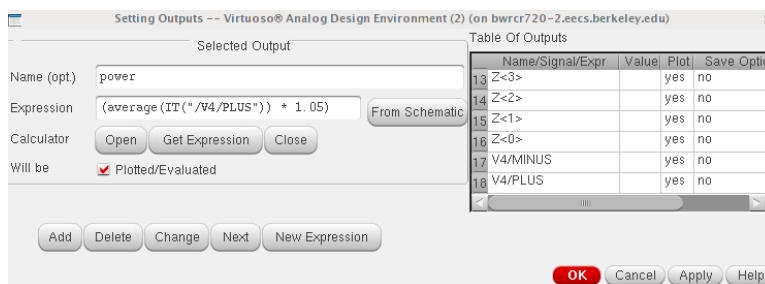 Setting Outputs -- Virtuoso® Analog Design Environment (2) (on bwrcr720-2.eecs.berkeley.edu)
Selected Output
Name (opt.) power
Expression (average(IT("/V4/PLUS")) * 1.05) From Schematic
Calculator Open Get Expression Close
Will be Plotted/Evaluated
Add Delete Change Next New Expression
Table Of Outputs
Name/Signal/Expr Value Plot Save Optio
13 Z<3> yes no
14 Z<2> yes no
15 Z<1> yes no
16 Z<0> yes no
17 V4/MINUS yes no
18 V4/PLUS yes no
OK Cancel Apply Help